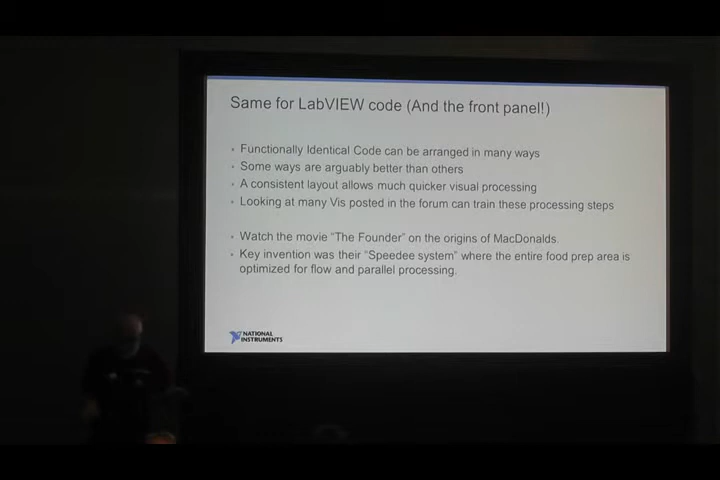 Same for LabVIEW code (And the front panel!)
• Functionally Identical Code can be arranged in many ways
• Some ways are arguably better than others
• A consistent layout allows much quicker visual processing
• Looking at many Vis posted in the forum can train these processing steps
• Watch the movie "The Founder" on the origins of MacDonalds.
• Key invention was their "Speedee system" where the entire food prep area is
optimized for flow and parallel processing.
NATIONAL
INSTRUMENTS